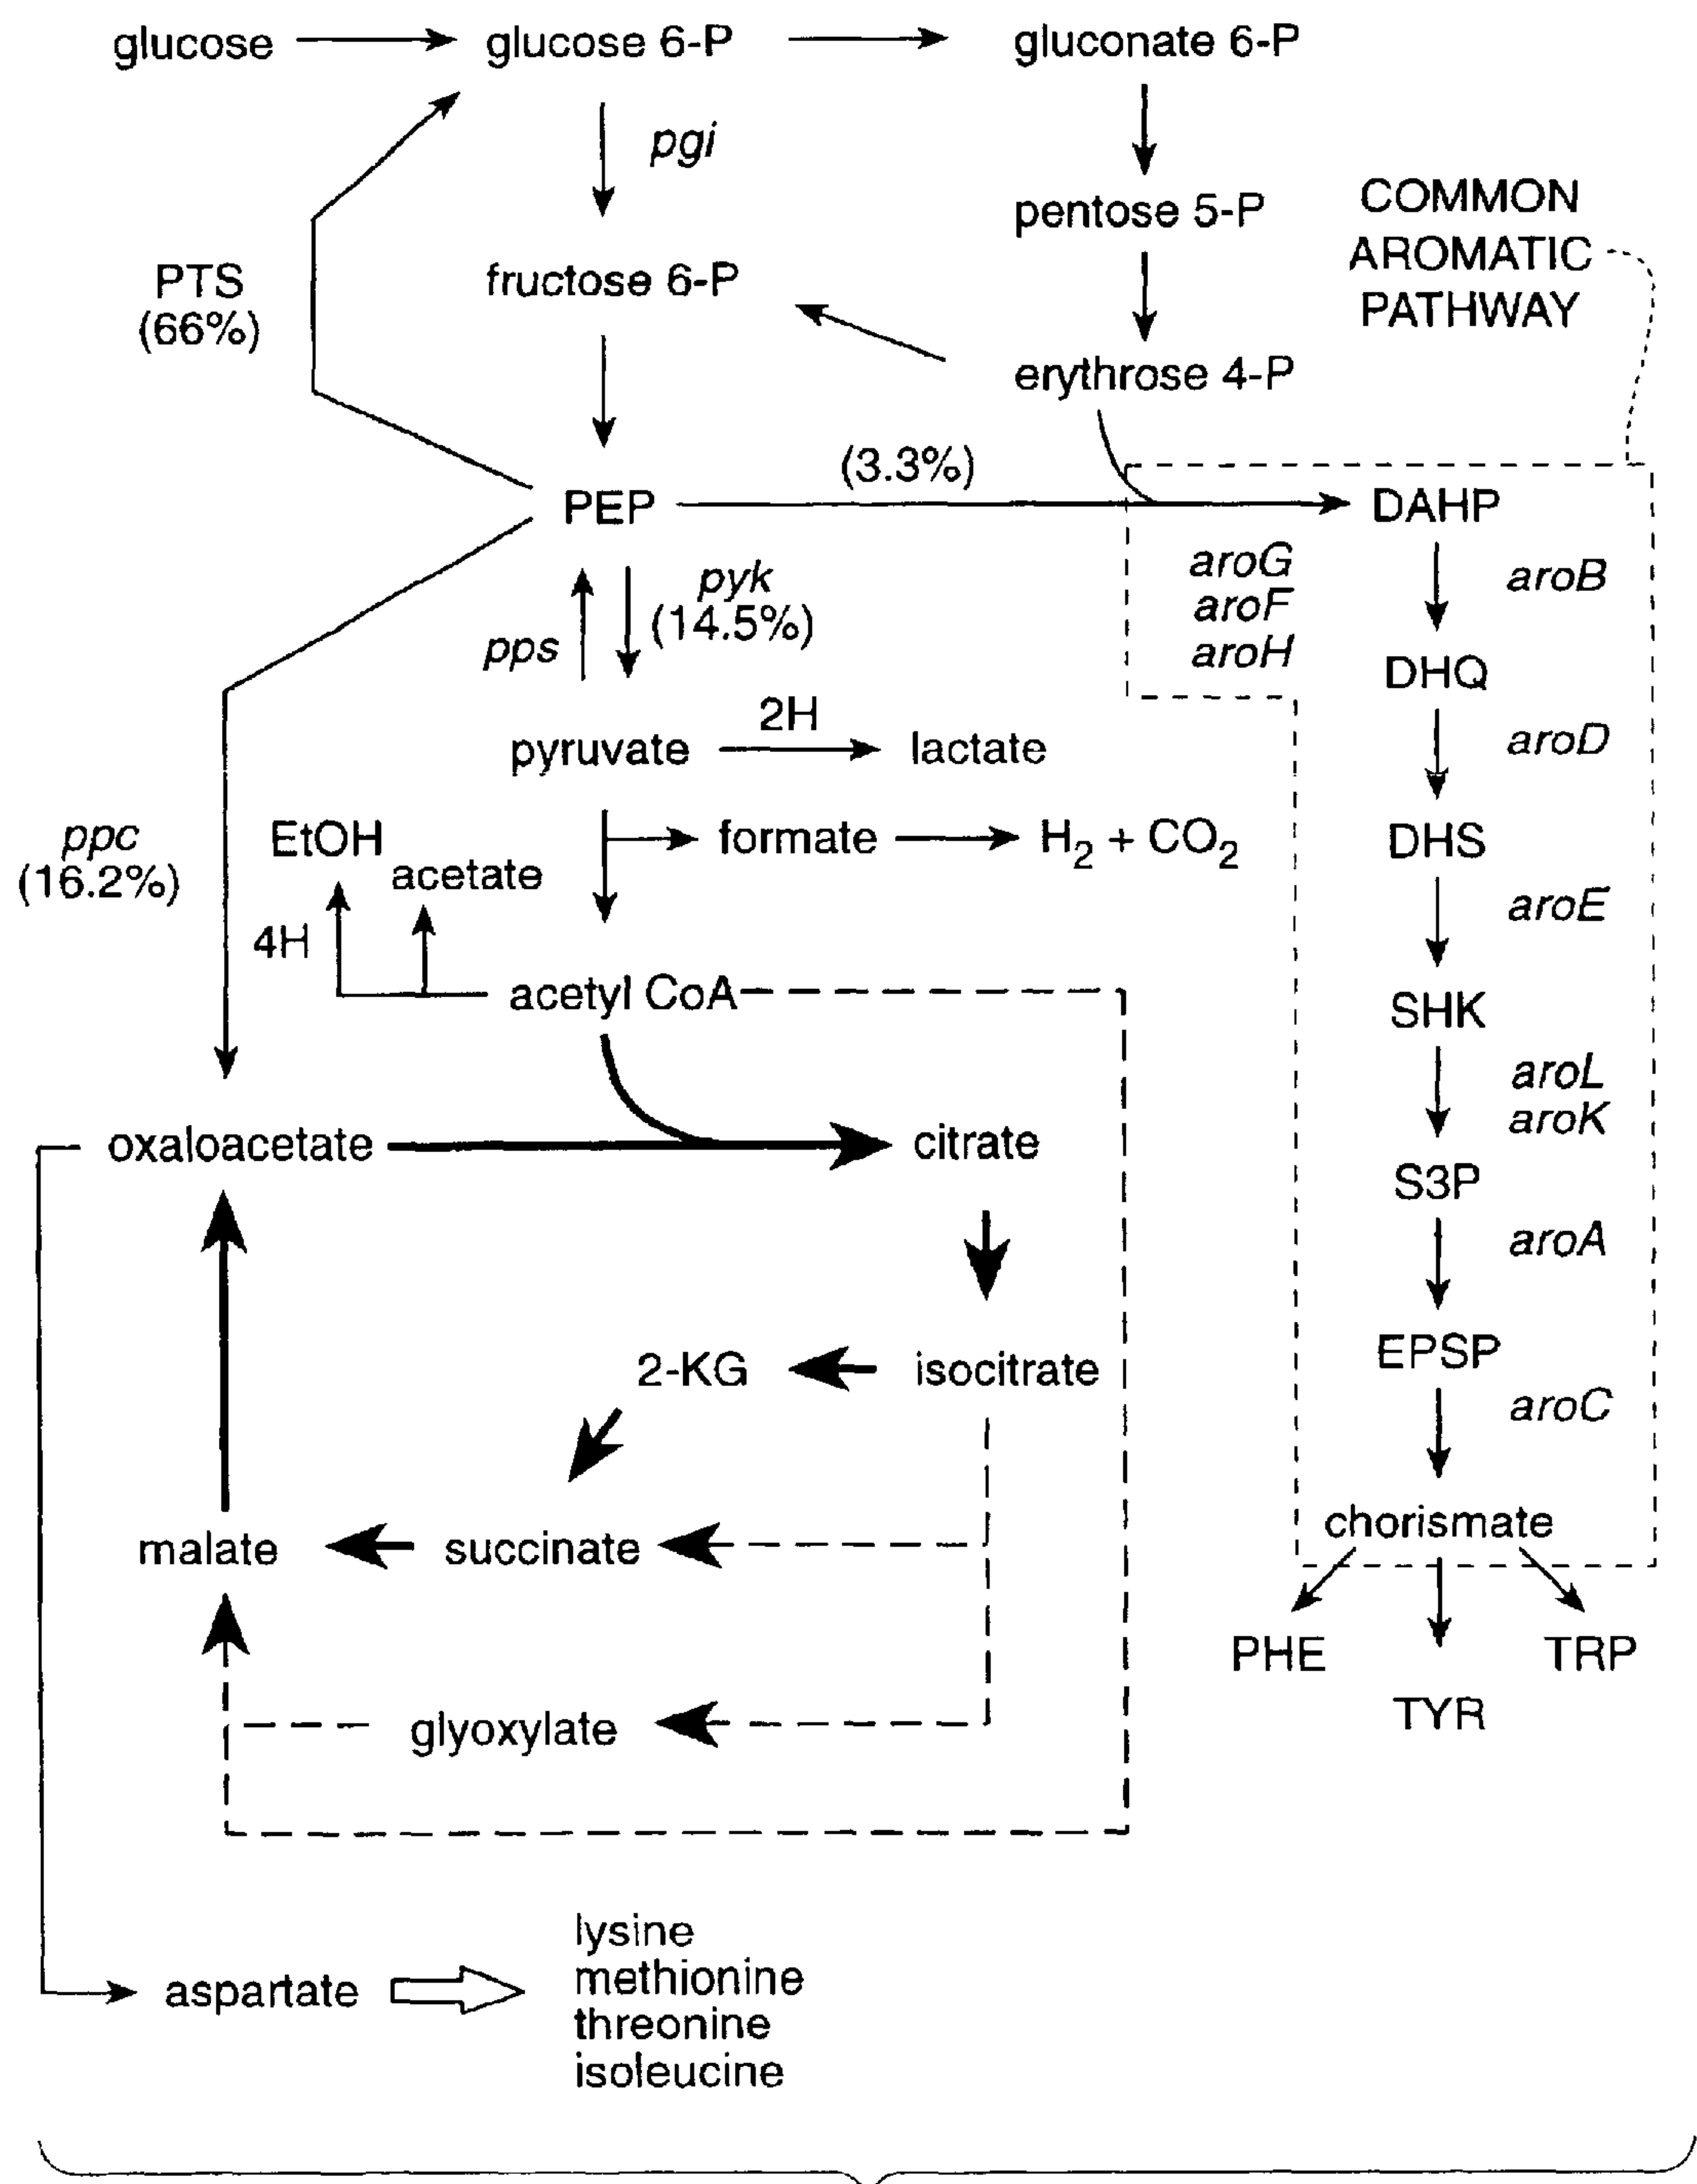 glucose
glucose 6-P
gluconate 6-P
pgi
pentose 5-P
COMMON
AROMATIC
PATHWAY
PTS
(66%)
fructose 6-P
erythrose 4-P
(3.3%)
PEP
DAHP
aroG
aroF
aroH
aroB
pyk
(14.5%)
pps
DHQ
2H
pyruvate
lactate
aroD
ppc
(16.2%)
EtOH
acetate
formate
H2 + CO2
DHS
4H
aroE
acetyl CoA
SHK
aroL
aroK
oxaloacetate
citrate
S3P
aroA
2-KG
isocitrate
EPSP
aroC
malate
succinate
chorismate
PHE
TRP
TYR
glyoxylate
aspartate
lysine
methionine
threonine
isoleucine